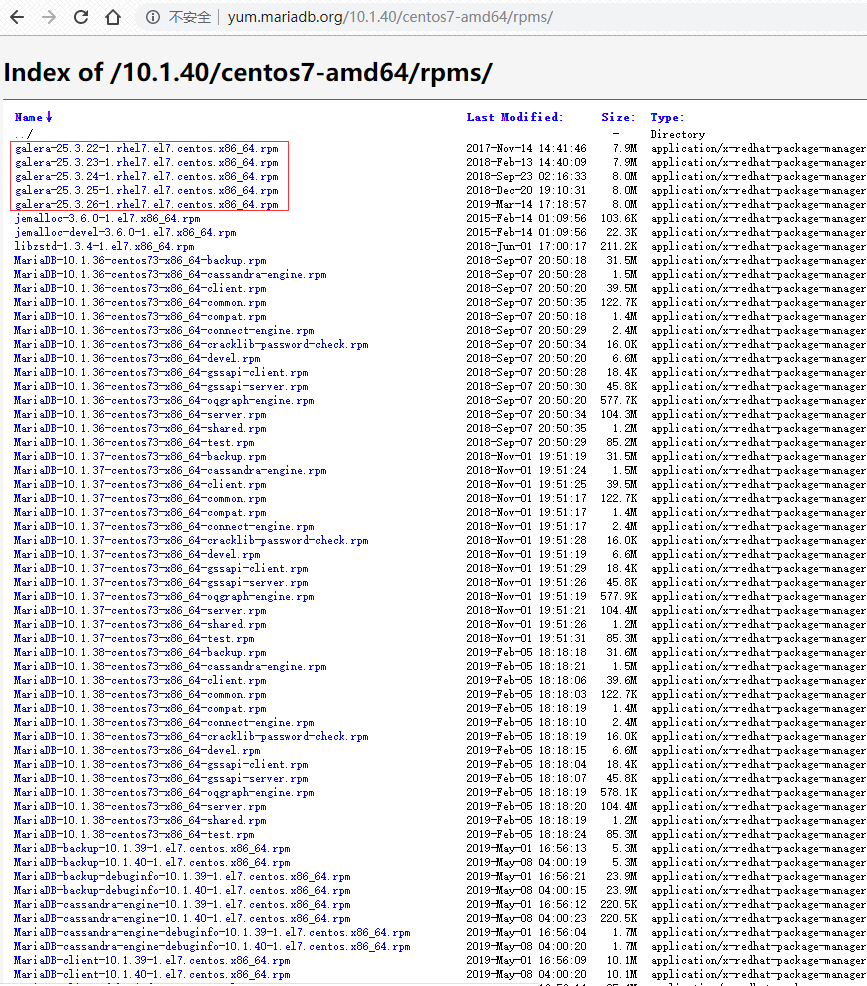 不安全 yum.mariadb.org/10.1.40/centos7-amd64/rpms/
Index of /10.1.40/centos7-amd64/rpms/
Name↓ Last Modified: Size: Type:
../ - Directory
galera-25.3.22-1.rhel7.el7.centos.x86_64.rpm 2017-Nov-14 14:41:46 7.9M application/x-redhat-package-manager
galera-25.3.23-1.rhel7.el7.centos.x86_64.rpm 2018-Feb-13 14:40:09 7.9M application/x-redhat-package-manager
galera-25.3.24-1.rhel7.el7.centos.x86_64.rpm 2018-Sep-23 02:16:33 8.0M application/x-redhat-package-manager
galera-25.3.25-1.rhel7.el7.centos.x86_64.rpm 2018-Dec-20 19:10:31 8.0M application/x-redhat-package-manager
galera-25.3.26-1.rhel7.el7.centos.x86_64.rpm 2019-Mar-14 17:18:57 8.0M application/x-redhat-package-manager
jemalloc-3.6.0-1.el7.x86_64.rpm 2015-Feb-14 01:09:56 103.6K application/x-redhat-package-manager
jemalloc-devel-3.6.0-1.el7.x86_64.rpm 2015-Feb-14 01:09:56 22.3K application/x-redhat-package-manager
libzstd-1.3.4-1.el7.x86_64.rpm 2018-Jun-01 17:00:17 211.2K application/x-redhat-package-manager
MariaDB-10.1.36-centos73-x86_64-backup.rpm 2018-Sep-07 20:50:18 31.5M application/x-redhat-package-manager
MariaDB-10.1.36-centos73-x86_64-cassandra-engine.rpm 2018-Sep-07 20:50:28 1.5M application/x-redhat-package-manager
MariaDB-10.1.36-centos73-x86_64-client.rpm 2018-Sep-07 20:50:20 39.5M application/x-redhat-package-manager
MariaDB-10.1.36-centos73-x86_64-common.rpm 2018-Sep-07 20:50:35 122.7K application/x-redhat-package-manager
MariaDB-10.1.36-centos73-x86_64-compat.rpm 2018-Sep-07 20:50:18 1.4M application/x-redhat-package-manager
MariaDB-10.1.36-centos73-x86_64-connect-engine.rpm 2018-Sep-07 20:50:29 2.4M application/x-redhat-package-manager
MariaDB-10.1.36-centos73-x86_64-cracklib-password-check.rpm 2018-Sep-07 20:50:34 16.0K application/x-redhat-package-manager
MariaDB-10.1.36-centos73-x86_64-devel.rpm 2018-Sep-07 20:50:20 6.6M application/x-redhat-package-manager
MariaDB-10.1.36-centos73-x86_64-gssapi-client.rpm 2018-Sep-07 20:50:28 18.4K application/x-redhat-package-manager
MariaDB-10.1.36-centos73-x86_64-gssapi-server.rpm 2018-Sep-07 20:50:30 45.8K application/x-redhat-package-manager
MariaDB-10.1.36-centos73-x86_64-oqgraph-engine.rpm 2018-Sep-07 20:50:20 577.7K application/x-redhat-package-manager
MariaDB-10.1.36-centos73-x86_64-server.rpm 2018-Sep-07 20:50:34 104.3M application/x-redhat-package-manager
MariaDB-10.1.36-centos73-x86_64-shared.rpm 2018-Sep-07 20:50:35 1.2M application/x-redhat-package-manager
MariaDB-10.1.36-centos73-x86_64-test.rpm 2018-Sep-07 20:50:29 85.2M application/x-redhat-package-manager
MariaDB-10.1.37-centos73-x86_64-backup.rpm 2018-Nov-01 19:51:19 31.5M application/x-redhat-package-manager
MariaDB-10.1.37-centos73-x86_64-cassandra-engine.rpm 2018-Nov-01 19:51:24 1.5M application/x-redhat-package-manager
MariaDB-10.1.37-centos73-x86_64-client.rpm 2018-Nov-01 19:51:25 39.5M application/x-redhat-package-manager
MariaDB-10.1.37-centos73-x86_64-common.rpm 2018-Nov-01 19:51:17 122.7K application/x-redhat-package-manager
MariaDB-10.1.37-centos73-x86_64-compat.rpm 2018-Nov-01 19:51:17 1.4M application/x-redhat-package-manager
MariaDB-10.1.37-centos73-x86_64-connect-engine.rpm 2018-Nov-01 19:51:17 2.4M application/x-redhat-package-manager
MariaDB-10.1.37-centos73-x86_64-cracklib-password-check.rpm 2018-Nov-01 19:51:28 16.0K application/x-redhat-package-manager
MariaDB-10.1.37-centos73-x86_64-devel.rpm 2018-Nov-01 19:51:19 6.6M application/x-redhat-package-manager
MariaDB-10.1.37-centos73-x86_64-gssapi-client.rpm 2018-Nov-01 19:51:29 18.4K application/x-redhat-package-manager
MariaDB-10.1.37-centos73-x86_64-gssapi-server.rpm 2018-Nov-01 19:51:26 45.8K application/x-redhat-package-manager
MariaDB-10.1.37-centos73-x86_64-oqgraph-engine.rpm 2018-Nov-01 19:51:19 577.9K application/x-redhat-package-manager
MariaDB-10.1.37-centos73-x86_64-server.rpm 2018-Nov-01 19:51:21 104.4M application/x-redhat-package-manager
MariaDB-10.1.37-centos73-x86_64-shared.rpm 2018-Nov-01 19:51:26 1.2M application/x-redhat-package-manager
MariaDB-10.1.37-centos73-x86_64-test.rpm 2018-Nov-01 19:51:31 85.3M application/x-redhat-package-manager
MariaDB-10.1.38-centos73-x86_64-backup.rpm 2019-Feb-05 18:18:18 31.6M application/x-redhat-package-manager
MariaDB-10.1.38-centos73-x86_64-cassandra-engine.rpm 2019-Feb-05 18:18:21 1.5M application/x-redhat-package-manager
MariaDB-10.1.38-centos73-x86_64-client.rpm 2019-Feb-05 18:18:06 39.6M application/x-redhat-package-manager
MariaDB-10.1.38-centos73-x86_64-common.rpm 2019-Feb-05 18:18:03 122.7K application/x-redhat-package-manager
MariaDB-10.1.38-centos73-x86_64-compat.rpm 2019-Feb-05 18:18:19 1.4M application/x-redhat-package-manager
MariaDB-10.1.38-centos73-x86_64-connect-engine.rpm 2019-Feb-05 18:18:10 2.4M application/x-redhat-package-manager
MariaDB-10.1.38-centos73-x86_64-cracklib-password-check.rpm 2019-Feb-05 18:18:19 16.0K application/x-redhat-package-manager
MariaDB-10.1.38-centos73-x86_64-devel.rpm 2019-Feb-05 18:18:15 6.6M application/x-redhat-package-manager
MariaDB-10.1.38-centos73-x86_64-gssapi-client.rpm 2019-Feb-05 18:18:04 18.4K application/x-redhat-package-manager
MariaDB-10.1.38-centos73-x86_64-gssapi-server.rpm 2019-Feb-05 18:18:07 45.8K application/x-redhat-package-manager
MariaDB-10.1.38-centos73-x86_64-oqgraph-engine.rpm 2019-Feb-05 18:18:19 578.1K application/x-redhat-package-manager
MariaDB-10.1.38-centos73-x86_64-server.rpm 2019-Feb-05 18:18:20 104.4M application/x-redhat-package-manager
MariaDB-10.1.38-centos73-x86_64-shared.rpm 2019-Feb-05 18:18:19 1.2M application/x-redhat-package-manager
MariaDB-10.1.38-centos73-x86_64-test.rpm 2019-Feb-05 18:18:24 85.3M application/x-redhat-package-manager
MariaDB-backup-10.1.39-1.el7.centos.x86_64.rpm 2019-May-01 16:56:13 5.3M application/x-redhat-package-manager
MariaDB-backup-10.1.40-1.el7.centos.x86_64.rpm 2019-May-08 04:00:19 5.3M application/x-redhat-package-manager
MariaDB-backup-debuginfo-10.1.39-1.el7.centos.x86_64.rpm 2019-May-01 16:56:21 23.9M application/x-redhat-package-manager
MariaDB-backup-debuginfo-10.1.40-1.el7.centos.x86_64.rpm 2019-May-08 04:00:15 23.9M application/x-redhat-package-manager
MariaDB-cassandra-engine-10.1.39-1.el7.centos.x86_64.rpm 2019-May-01 16:56:12 220.5K application/x-redhat-package-manager
MariaDB-cassandra-engine-10.1.40-1.el7.centos.x86_64.rpm 2019-May-08 04:00:23 220.5K application/x-redhat-package-manager
MariaDB-cassandra-engine-debuginfo-10.1.39-1.el7.centos.x86_64.rpm 2019-May-01 16:56:04 1.7M application/x-redhat-package-manager
MariaDB-cassandra-engine-debuginfo-10.1.40-1.el7.centos.x86_64.rpm 2019-May-08 04:00:20 1.7M application/x-redhat-package-manager
MariaDB-client-10.1.39-1.el7.centos.x86_64.rpm 2019-May-01 16:56:09 10.1M application/x-redhat-package-manager
MariaDB-client-10.1.40-1.el7.centos.x86_64.rpm 2019-May-08 04:00:20 10.1M application/x-redhat-package-manager